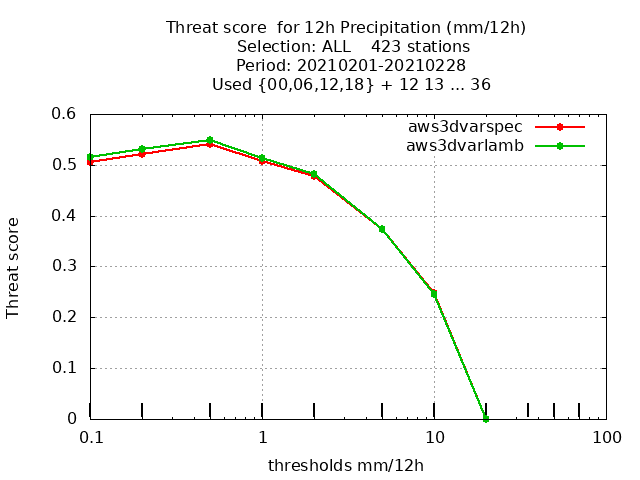 Threat score  for 12h Precipitation (mm/12h)
Selection: ALL    423 stations
Period: 20210201-20210228
Used {00,06,12,18} + 12 13 ... 36
aws3dvarspec
aws3dvarlamb
0.6
0.5
0.4
0.3
0.2
0.1
0
Threat score
0.1 1 10 100
thresholds mm/12h